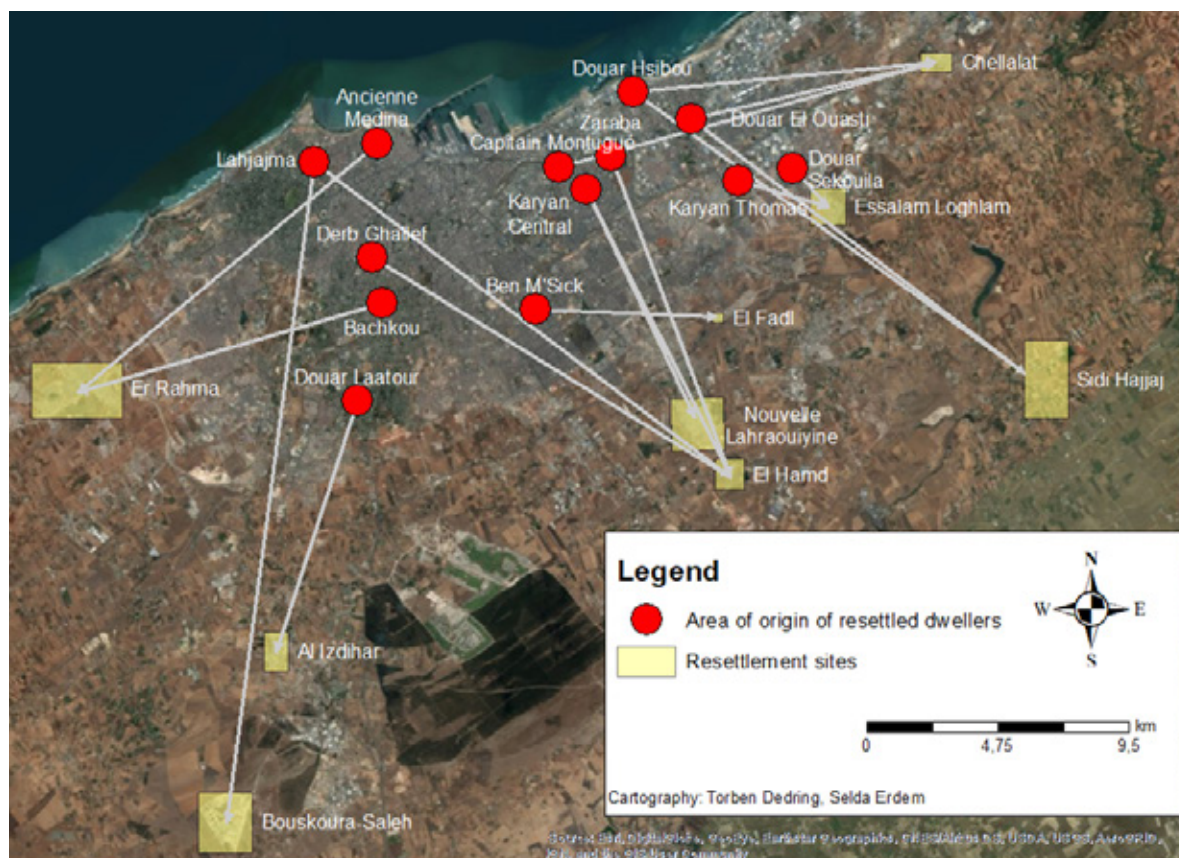 Chellalat
Douar Hsibou
Ancienne
Medina
Zaraba
Douar El Ouasti
Capitain Montugué
Lahjajma
Douar
Sekouila
Karyan
Central
Karyan Thomae
Essalam Loghlam
Derb Ghallef
Ben M'Sick
Bachkou
El Fadl
Er Rahma
Douar Laatour
Sidi Hajjaj
Nouvelle
Lahraouiyine
El Hamd
Al Izdihar
Bouskoura-Saleh
Legend
Area of origin of resettled dwellers
Resettlement sites
N
W
E
S
km
0
4,75
9,5
Cartography: Torben Dedring, Selda Erdem